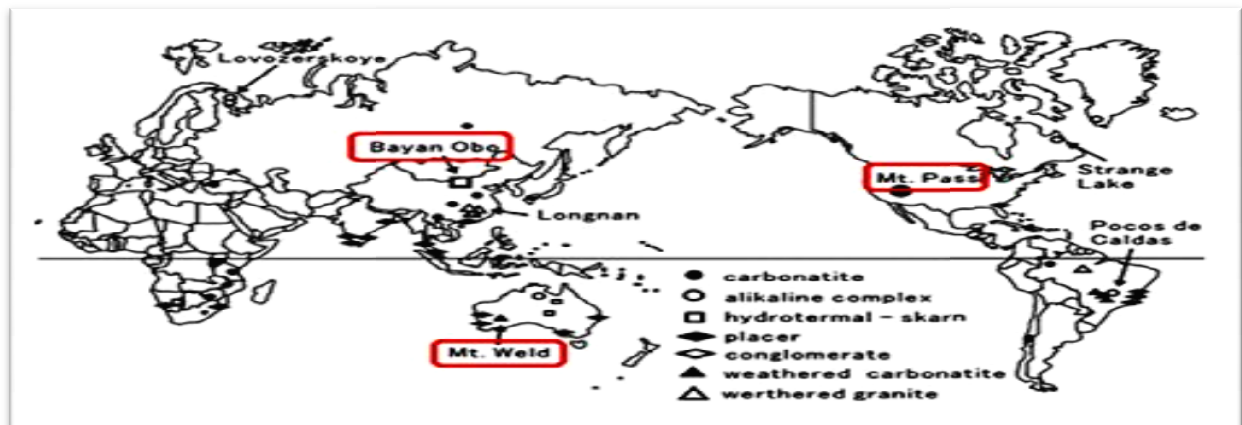 Lovozerskoye
Bayan Obo
Longnan
Mt. Pass
Strange
Lake
Pocos de
Caldas
Mt. Weld
carbonatite
alikaline complex
hydrotermal - skarn
placer
conglomerate
weathered carbonatite
werthered granite